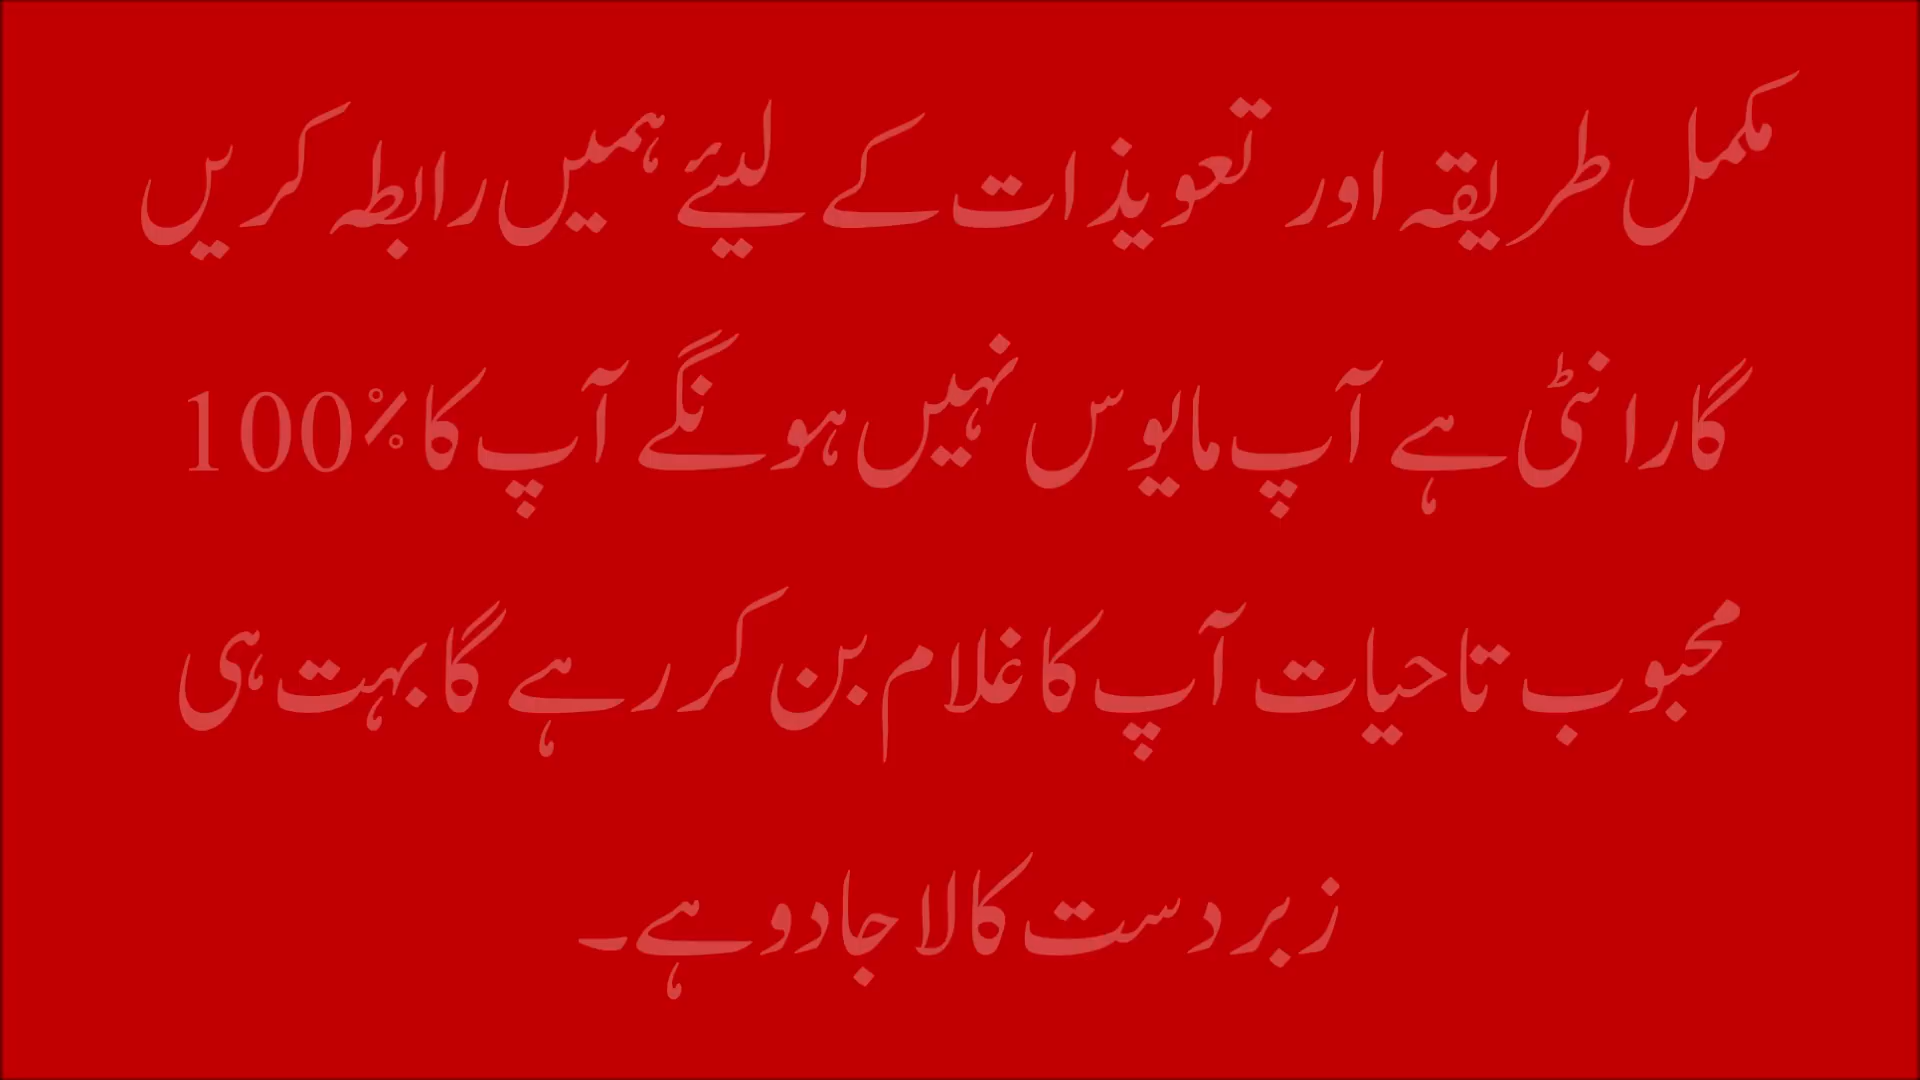 مکمل طریقہ اور تعویذات کے لیئے ہمیں رابطہ کریں
گارانٹی ہے آپ مایوس نہیں ہونگے آپ کا 100%
محبوب تاحیات آپ کا غلام بن کر رہے گا بہت ہی
زبردست کالا جادو ہے۔